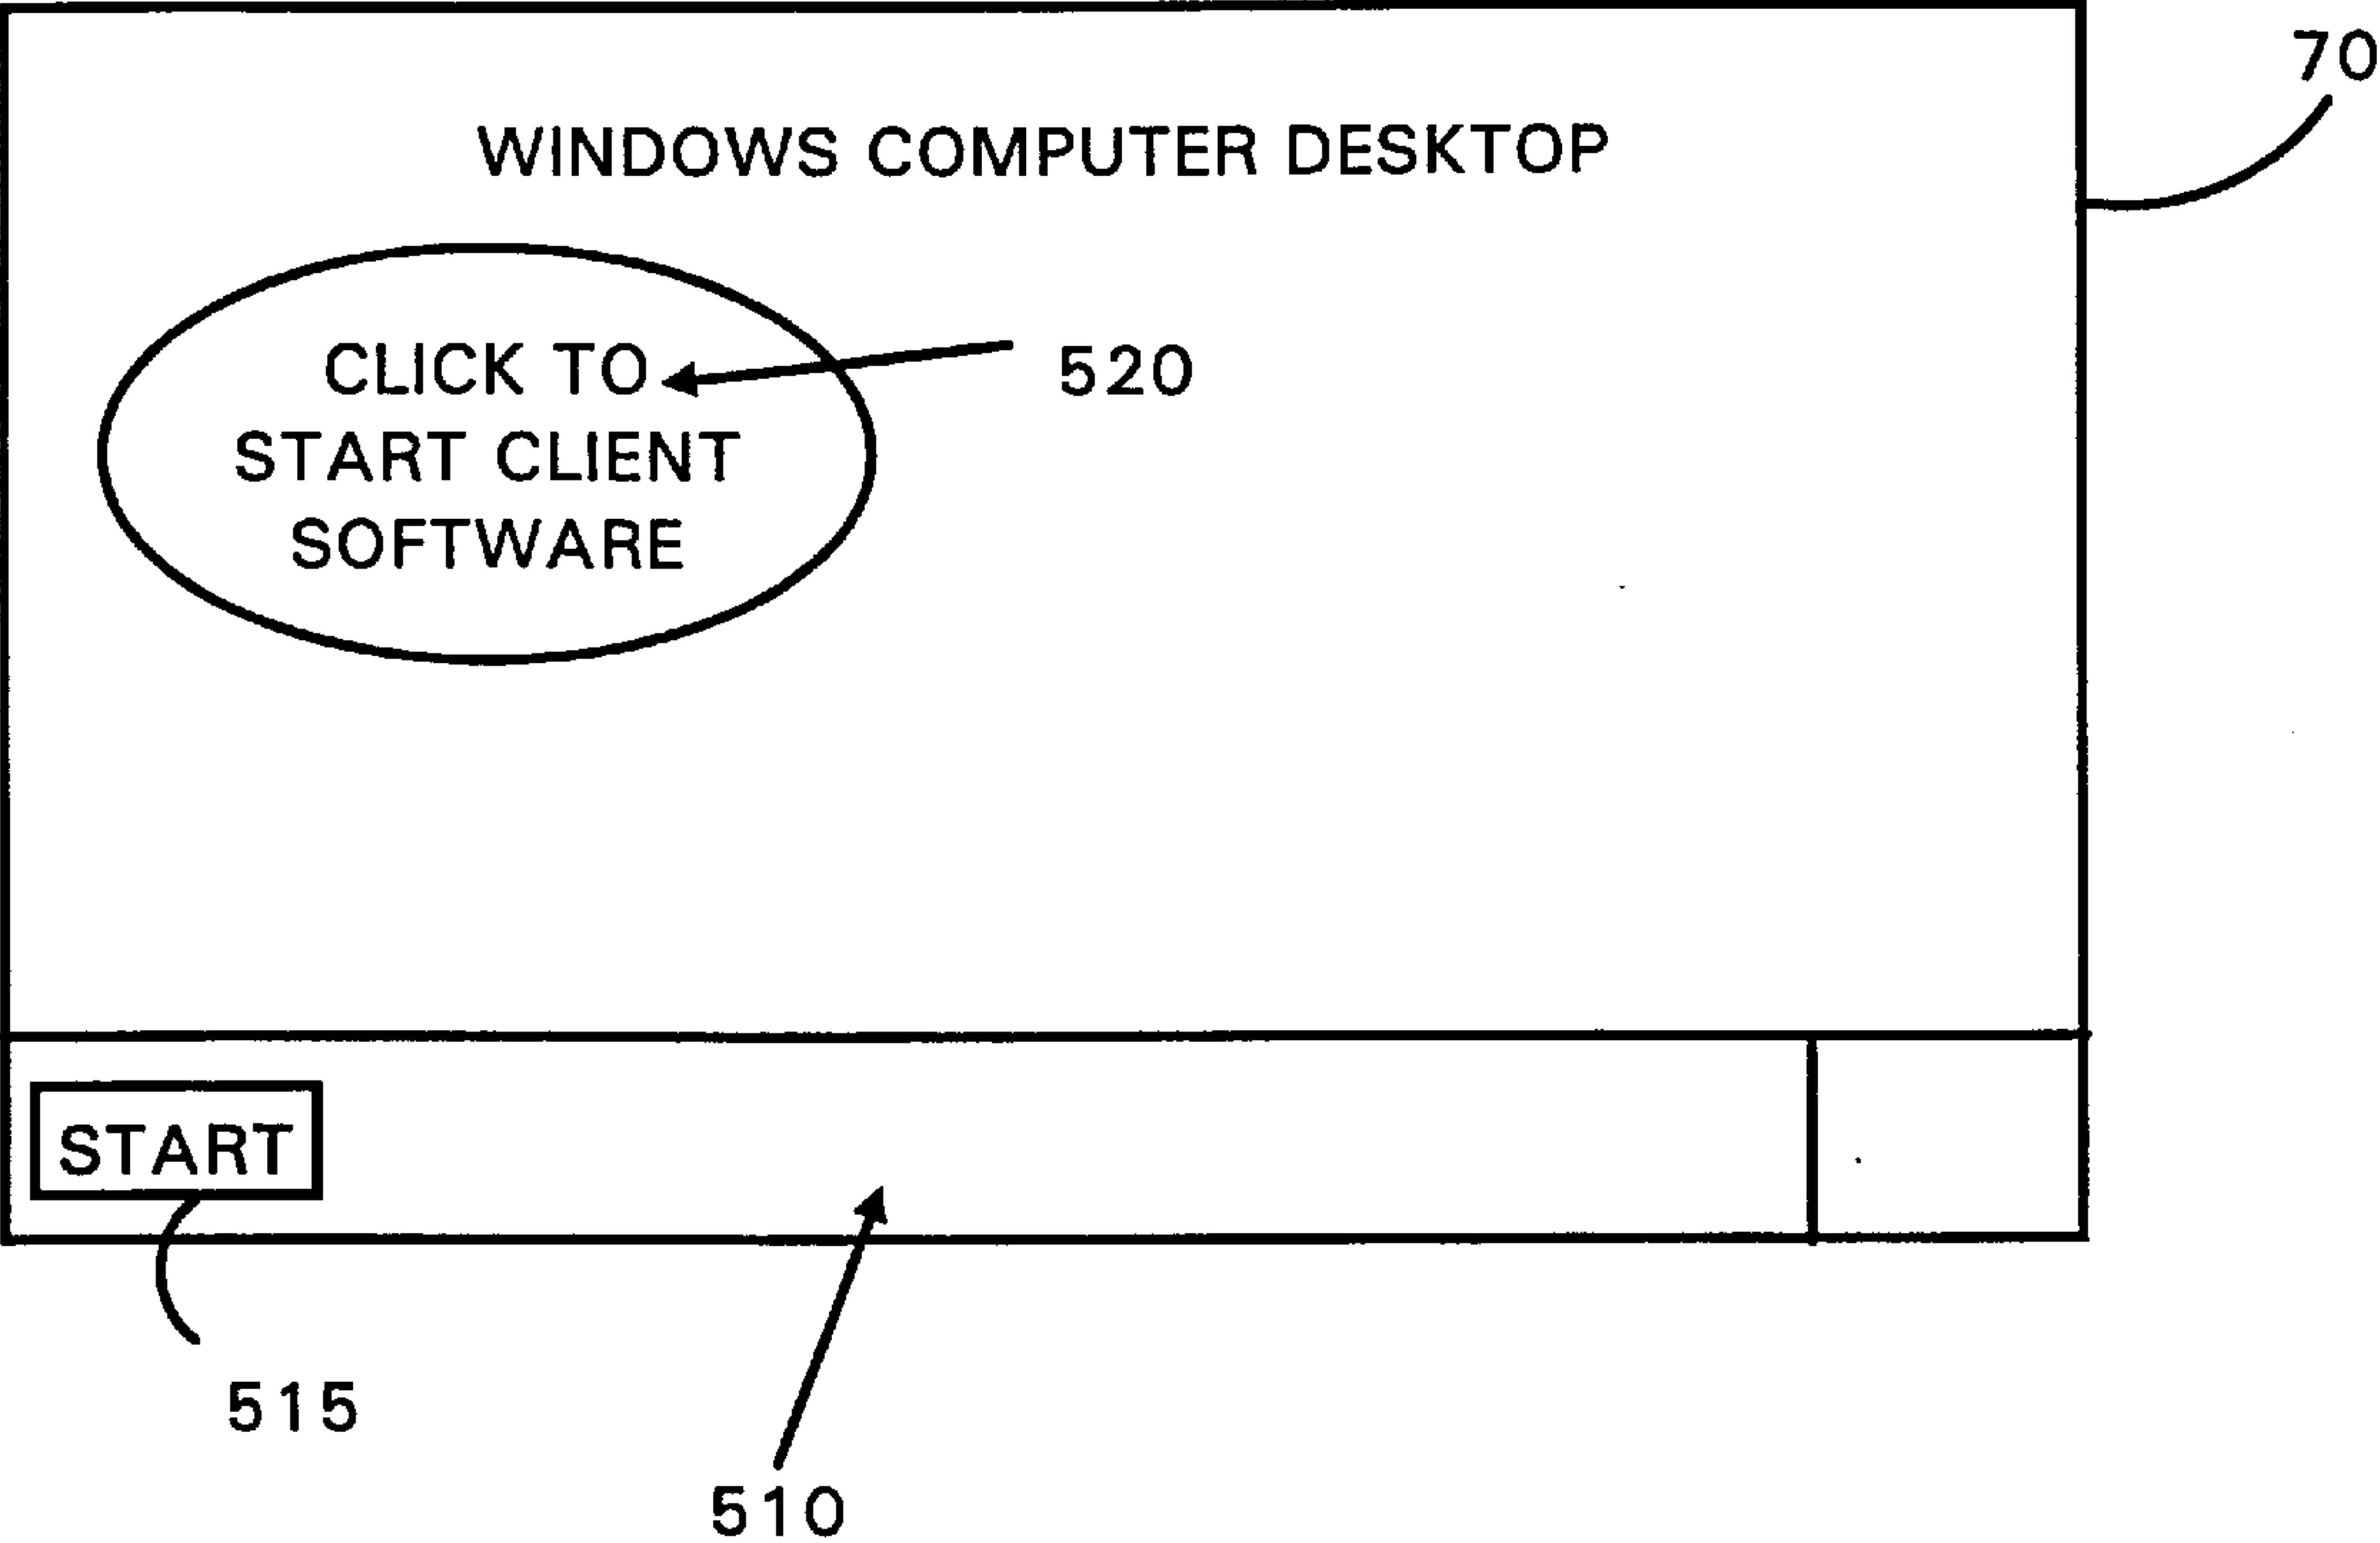 70
WINDOWS COMPUTER DESKTOP
CLICK TO
520
START CLIENT
SOFTWARE
START
515
510